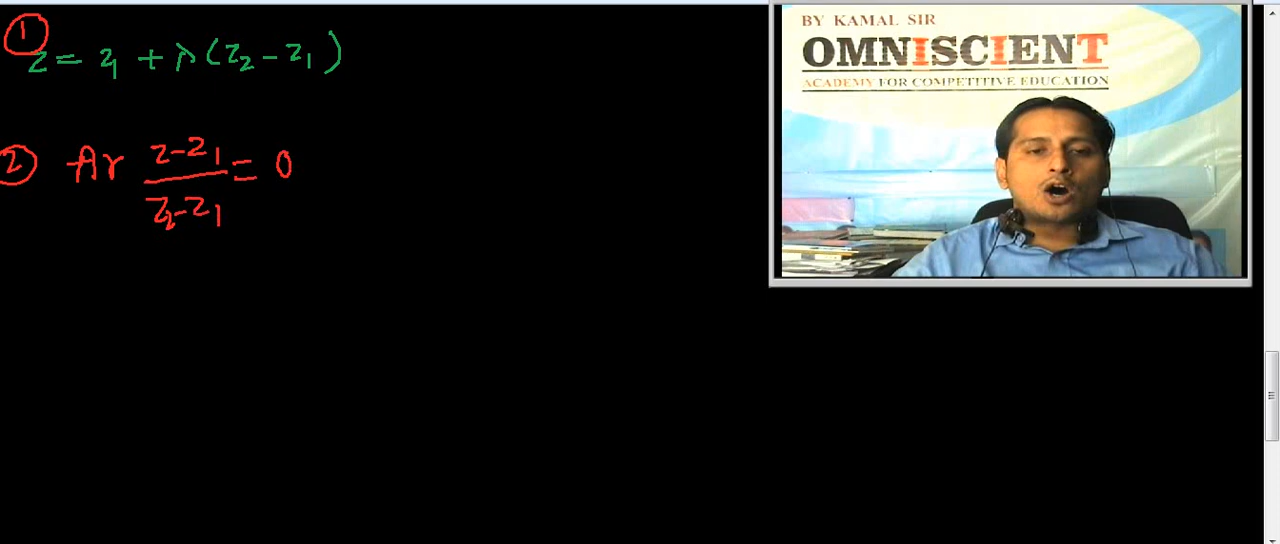 ①
z = z₁ + λ(z₂ - z₁)
② Ar (z - z₁)/(z₂ - z₁) = 0
BY KAMAL SIR
OMNISCIENT
ACADEMY FOR COMPETITIVE EDUCATION